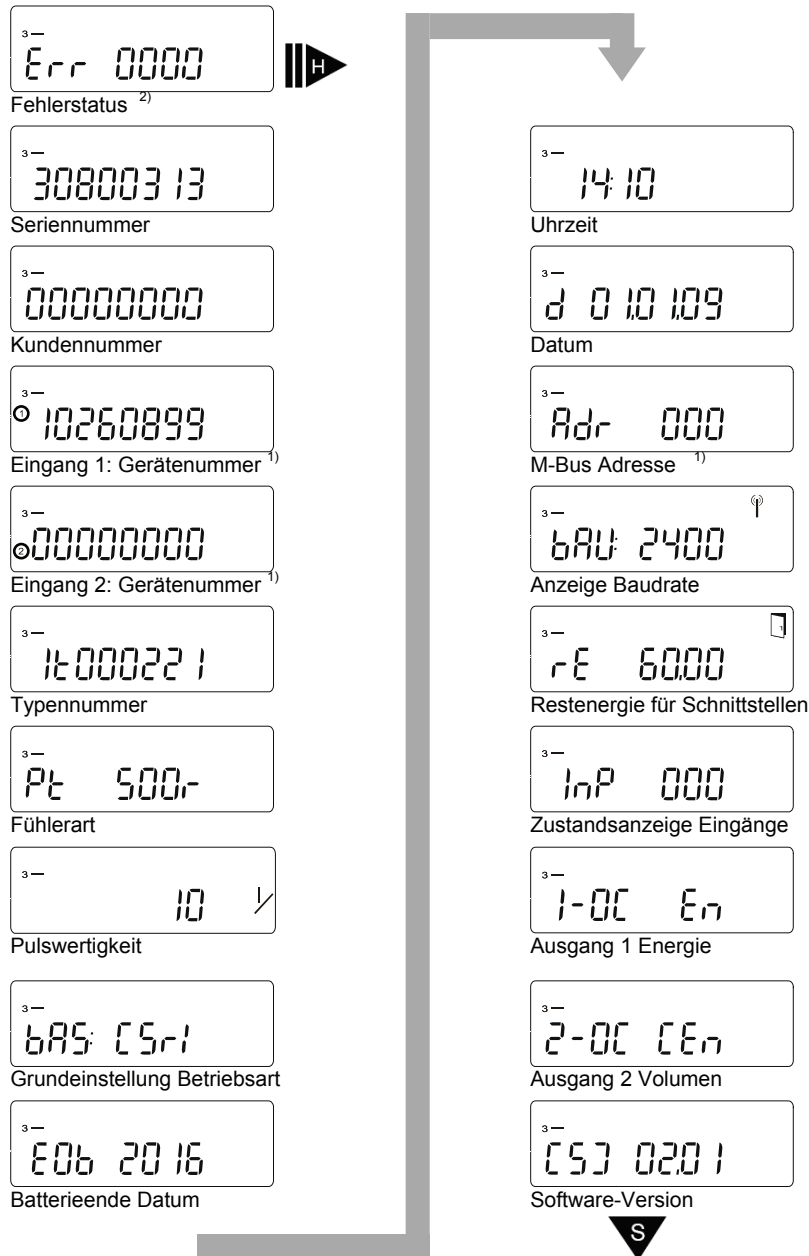 3
Err 0000
H
Fehlerstatus 2)
3
30800313
Seriennummer
3
00000000
Kundennummer
3
1 10260899
Eingang 1: Gerätenummer 1)
3
2 00000000
Eingang 2: Gerätenummer 1)
3
1t000221
Typennummer
3
Pt 500r
Fühlerart
3
10 l/
Pulswertigkeit
3
bAS: CSrI
Grundeinstellung Betriebsart
3
EOb 2016
Batterieende Datum
3
14:10
Uhrzeit
3
d 01.01.09
Datum
3
Adr 000
M-Bus Adresse 1)
3
bAU: 2400
Anzeige Baudrate
3
rE 60.00
Restenergie für Schnittstellen
3
InP 000
Zustandsanzeige Eingänge
3
1-OC En
Ausgang 1 Energie
3
2-OC CEn
Ausgang 2 Volumen
3
02.01
Software-Version
S